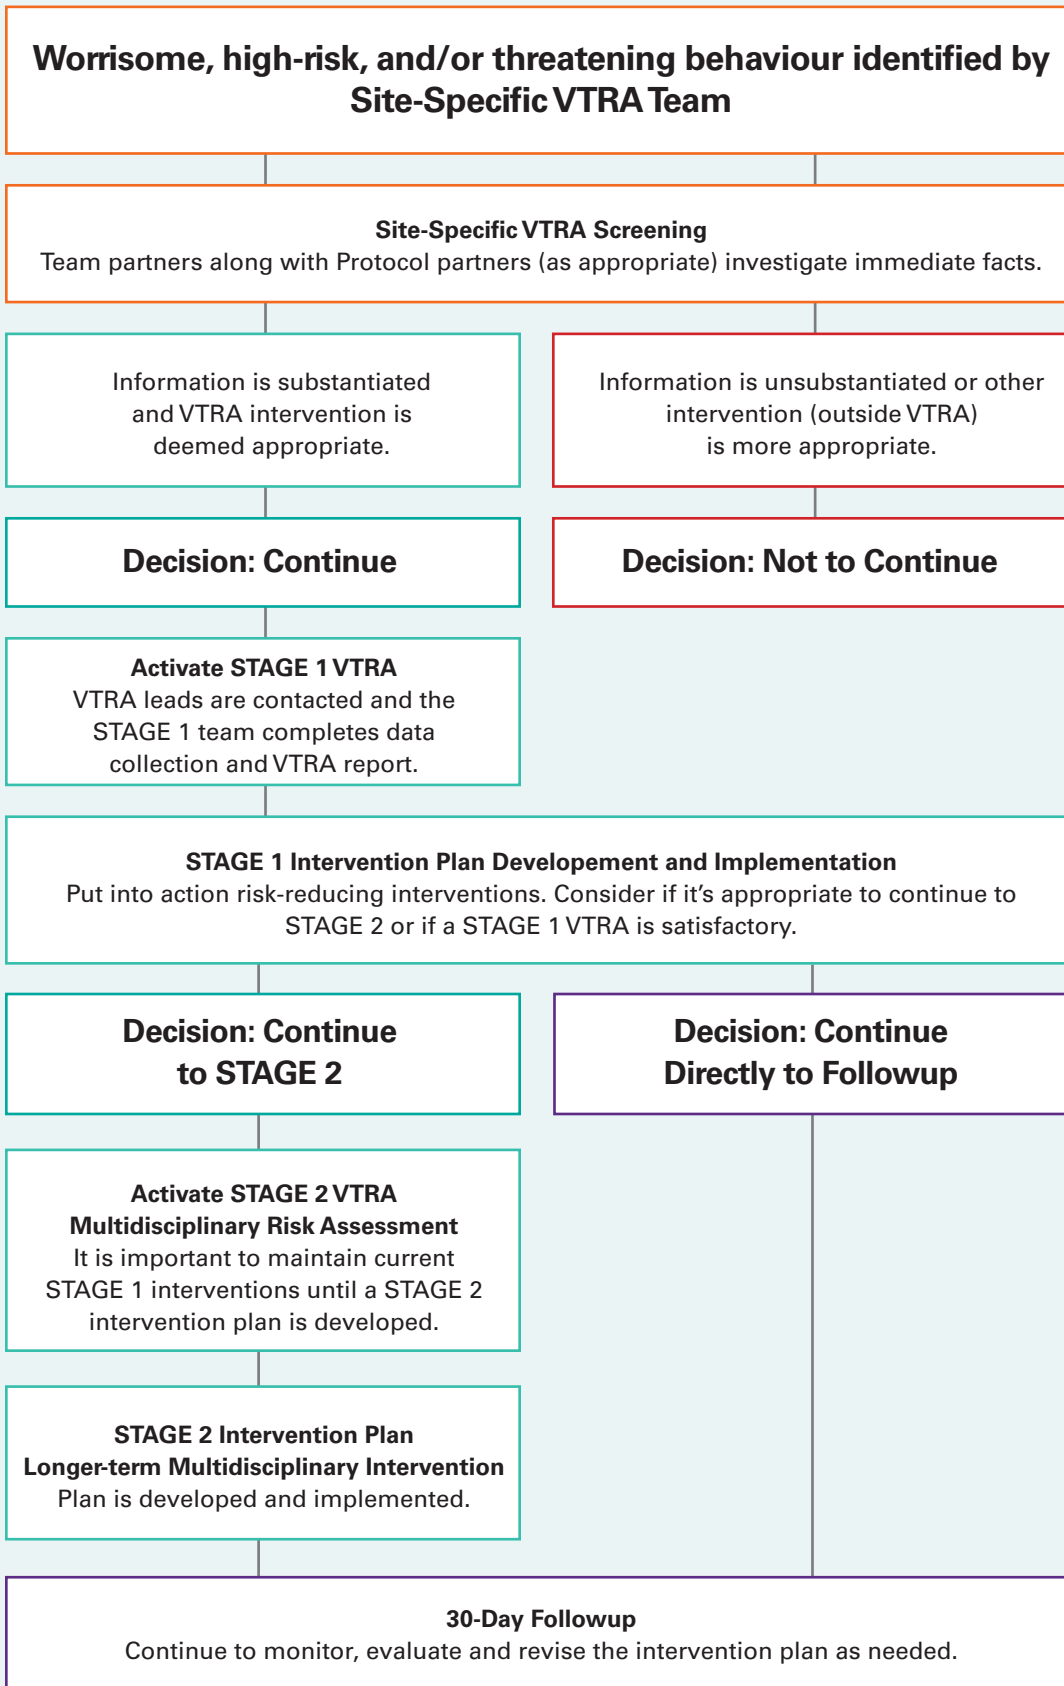 Worrisome, high-risk, and/or threatening behaviour identified by
Site-Specific VTRA Team
Site-Specific VTRA Screening
Team partners along with Protocol partners (as appropriate) investigate immediate facts.
Information is substantiated
and VTRA intervention is
deemed appropriate.
Information is unsubstantiated or other
intervention (outside VTRA)
is more appropriate.
Decision: Continue
Decision: Not to Continue
Activate STAGE 1 VTRA
VTRA leads are contacted and the
STAGE 1 team completes data
collection and VTRA report.
STAGE 1 Intervention Plan Developement and Implementation
Put into action risk-reducing interventions. Consider if it's appropriate to continue to
STAGE 2 or if a STAGE 1 VTRA is satisfactory.
Decision: Continue
to STAGE 2
Decision: Continue
Directly to Followup
Activate STAGE 2 VTRA
Multidisciplinary Risk Assessment
It is important to maintain current
STAGE 1 interventions until a STAGE 2
intervention plan is developed.
STAGE 2 Intervention Plan
Longer-term Multidisciplinary Intervention
Plan is developed and implemented.
30-Day Followup
Continue to monitor, evaluate and revise the intervention plan as needed.